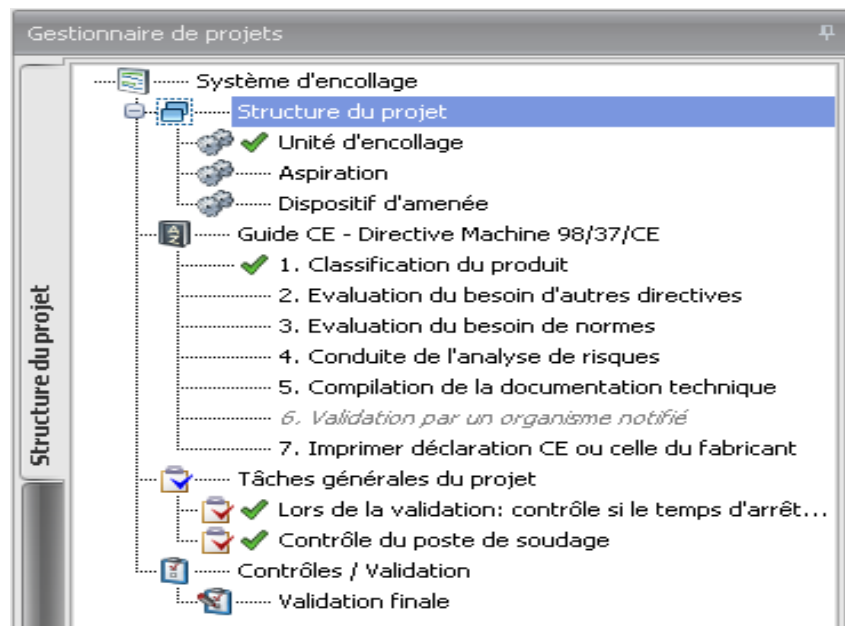 Gestionnaire de projets
Structure du projet
Système d'encollage
Structure du projet
Unité d'encollage
Aspiration
Dispositif d'amenée
Guide CE - Directive Machine 98/37/CE
1. Classification du produit
2. Evaluation du besoin d'autres directives
3. Evaluation du besoin de normes
4. Conduite de l'analyse de risques
5. Compilation de la documentation technique
6. Validation par un organisme notifié
7. Imprimer déclaration CE ou celle du fabricant
Tâches générales du projet
Lors de la validation: contrôle si le temps d'arrêt...
Contrôle du poste de soudage
Contrôles / Validation
Validation finale